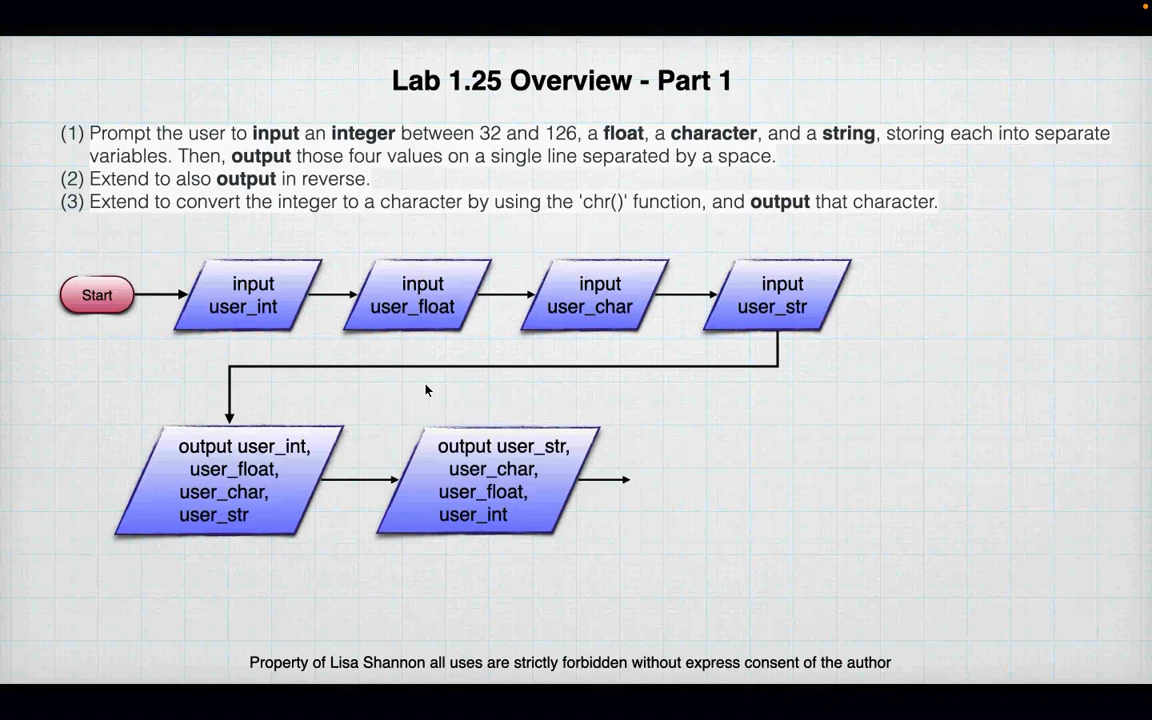 Lab 1.25 Overview - Part 1
(1) Prompt the user to input an integer between 32 and 126, a float, a character, and a string, storing each into separate
variables. Then, output those four values on a single line separated by a space.
(2) Extend to also output in reverse.
(3) Extend to convert the integer to a character by using the 'chr()' function, and output that character.
Start
input
user_int
input
user_float
input
user_char
input
user_str
output user_int,
user_float,
user_char,
user_str
output user_str,
user_char,
user_float,
user_int
Property of Lisa Shannon all uses are strictly forbidden without express consent of the author